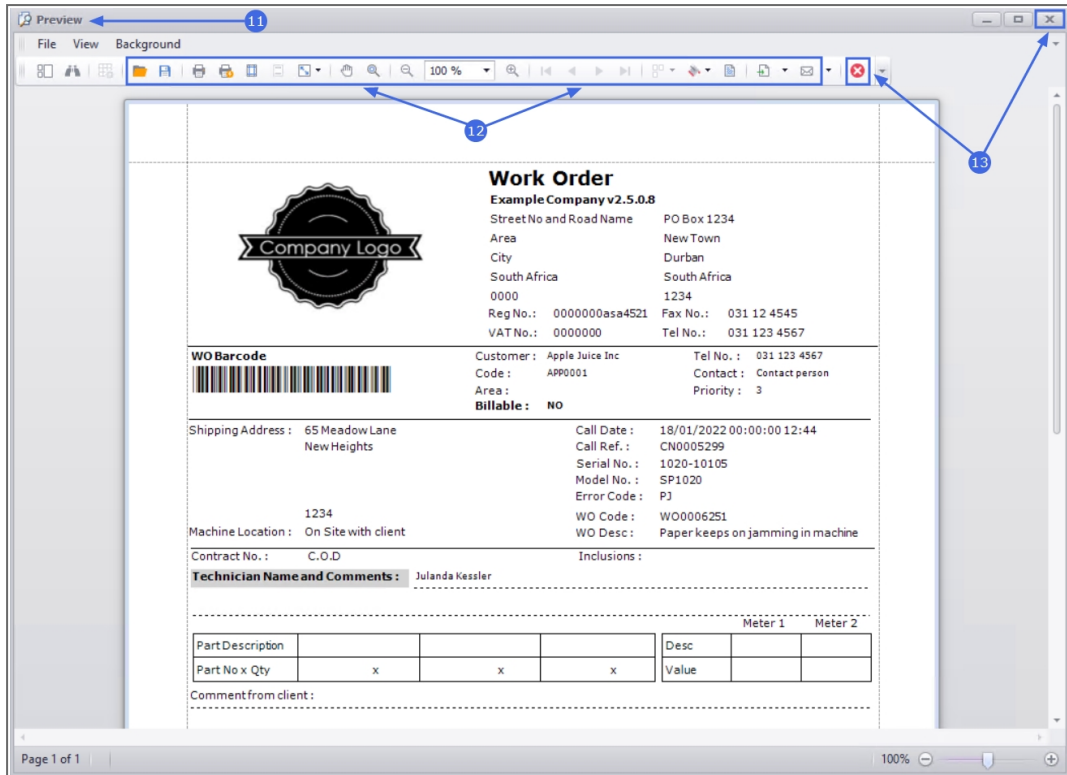 Preview
11
File View Background
100 %
12
13
Company Logo
Work Order
Example Company v2.5.0.8
Street No and Road Name PO Box 1234
Area New Town
City Durban
South Africa South Africa
0000 1234
Reg No.: 0000000asa4521 Fax No.: 031 12 4545
VAT No.: 0000000 Tel No.: 031 123 4567
WO Barcode
Customer : Apple Juice Inc Tel No. : 031 123 4567
Code : APP0001 Contact : Contact person
Area : Priority : 3
Billable : NO
Shipping Address : 65 Meadow Lane Call Date : 18/01/2022 00:00:00 12:44
New Heights Call Ref. : CN0005299
Serial No. : 1020-10105
Model No. : SP1020
Error Code : PJ
1234 WO Code : WO0006251
Machine Location : On Site with client WO Desc : Paper keeps on jamming in machine
Contract No. : C.O.D Inclusions :
Technician Name and Comments : Julanda Kessler
Meter 1 Meter 2
Part Description Desc
Part No x Qty x x x Value
Comment from client :
Page 1 of 1 100%